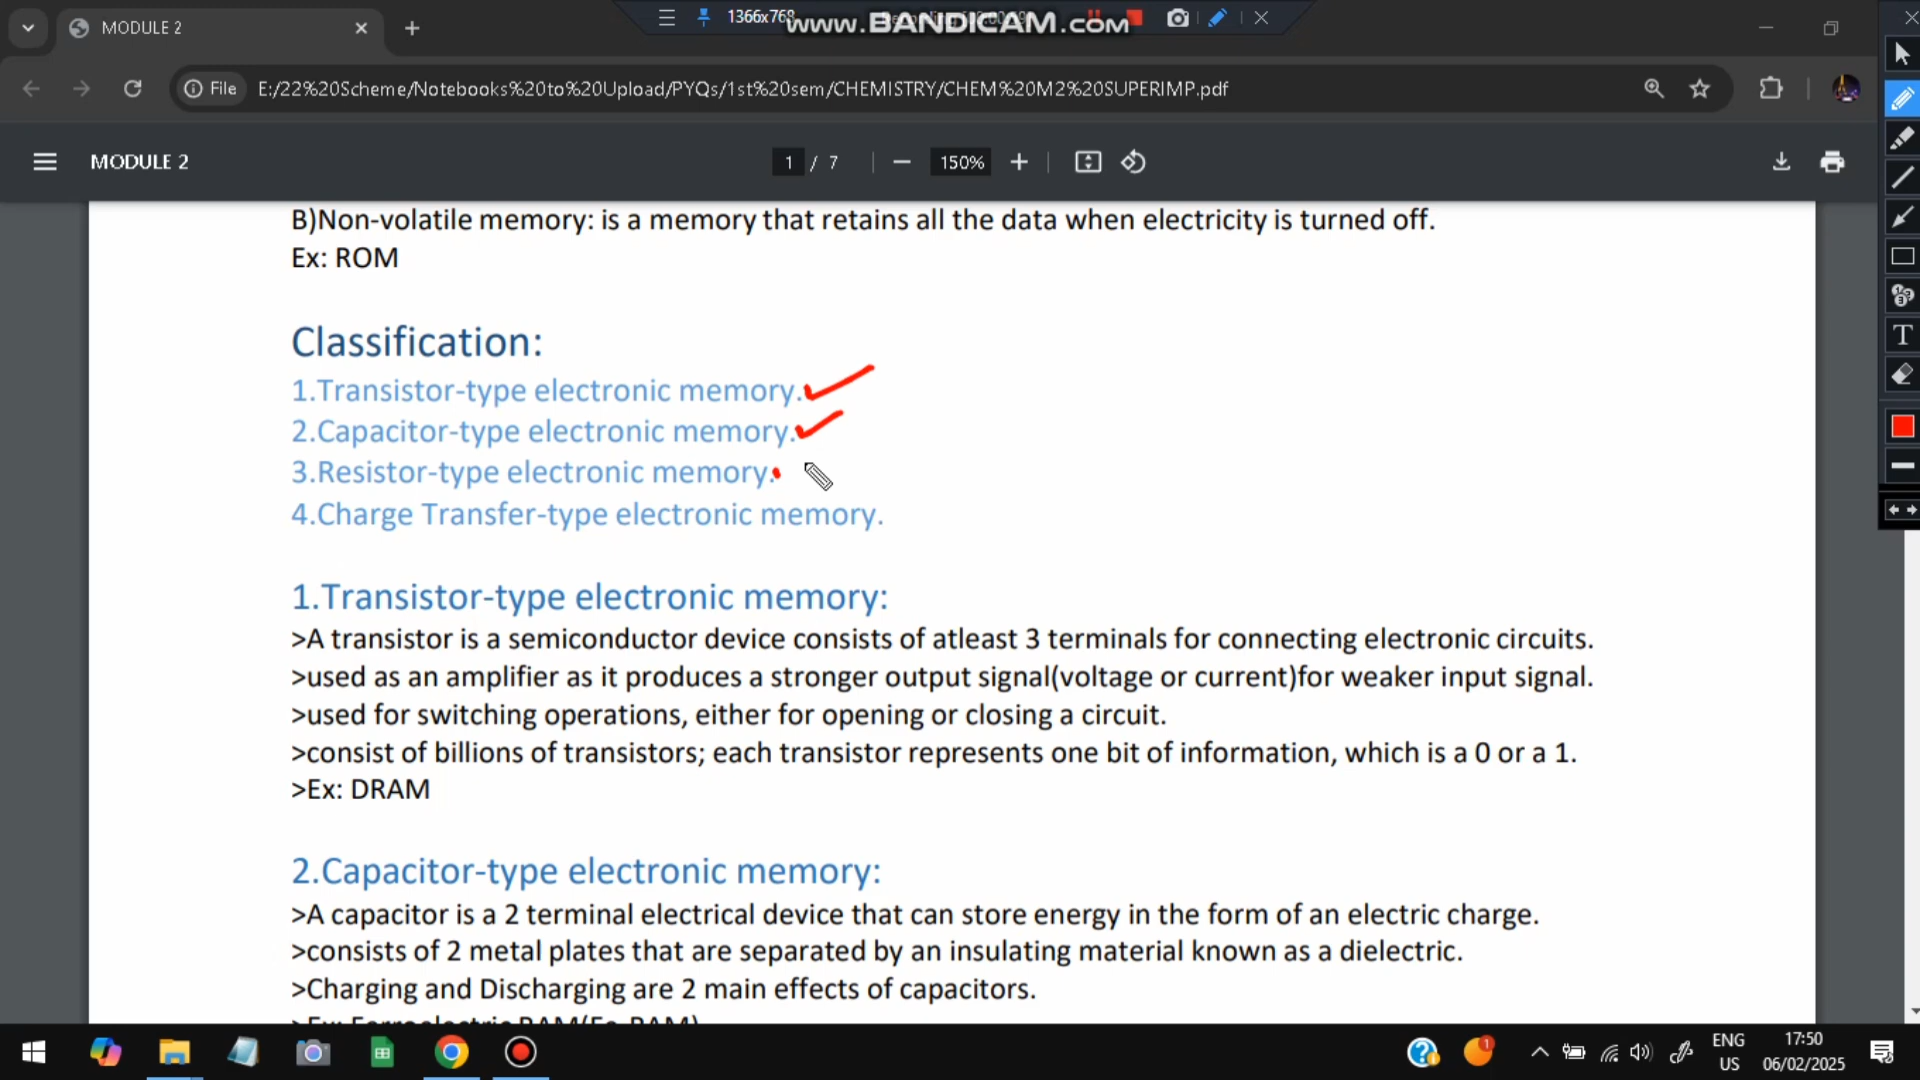 MODULE 2
1366x768
www.BANDICAM.com
File
E:/22%20Scheme/Notebooks%20to%20Upload/PYQs/1st%20sem/CHEMISTRY/CHEM%20M2%20SUPERIMP.pdf
MODULE 2
1 / 7
150%
B)Non-volatile memory: is a memory that retains all the data when electricity is turned off.
Ex: ROM
Classification:
1.Transistor-type electronic memory.
2.Capacitor-type electronic memory.
3.Resistor-type electronic memory.
4.Charge Transfer-type electronic memory.
1.Transistor-type electronic memory:
>A transistor is a semiconductor device consists of atleast 3 terminals for connecting electronic circuits.
>used as an amplifier as it produces a stronger output signal(voltage or current)for weaker input signal.
>used for switching operations, either for opening or closing a circuit.
>consist of billions of transistors; each transistor represents one bit of information, which is a 0 or a 1.
>Ex: DRAM
2.Capacitor-type electronic memory:
>A capacitor is a 2 terminal electrical device that can store energy in the form of an electric charge.
>consists of 2 metal plates that are separated by an insulating material known as a dielectric.
>Charging and Discharging are 2 main effects of capacitors.
>Ex: Ferroelectric RAM(Fe-RAM)
T
1
ENG
US
17:50
06/02/2025